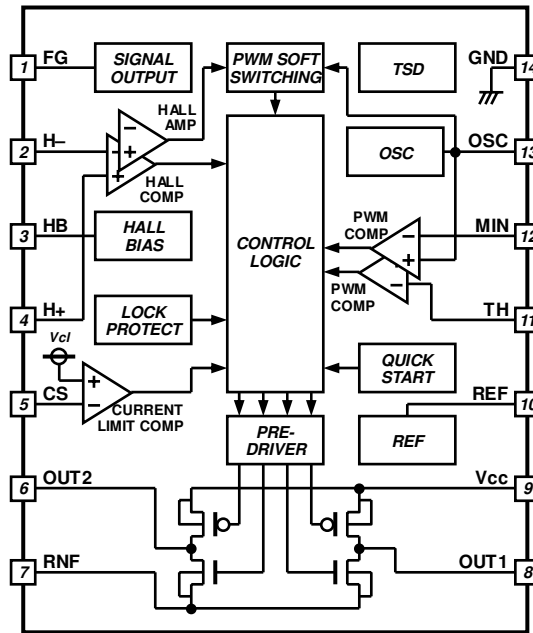 1 FG
SIGNAL
OUTPUT
PWM SOFT
SWITCHING
TSD
GND 14
HALL
AMP
2 H–
−
+
+
HALL
COMP
OSC
OSC 13
3 HB
HALL
BIAS
CONTROL
LOGIC
PWM
COMP
−
+
−
MIN 12
4 H+
LOCK
PROTECT
PWM
COMP
TH 11
Vcl
+
−
5 CS
CURRENT
LIMIT COMP
QUICK
START
REF 10
PRE-
DRIVER
REF
6 OUT2
Vcc 9
7 RNF
OUT1 8